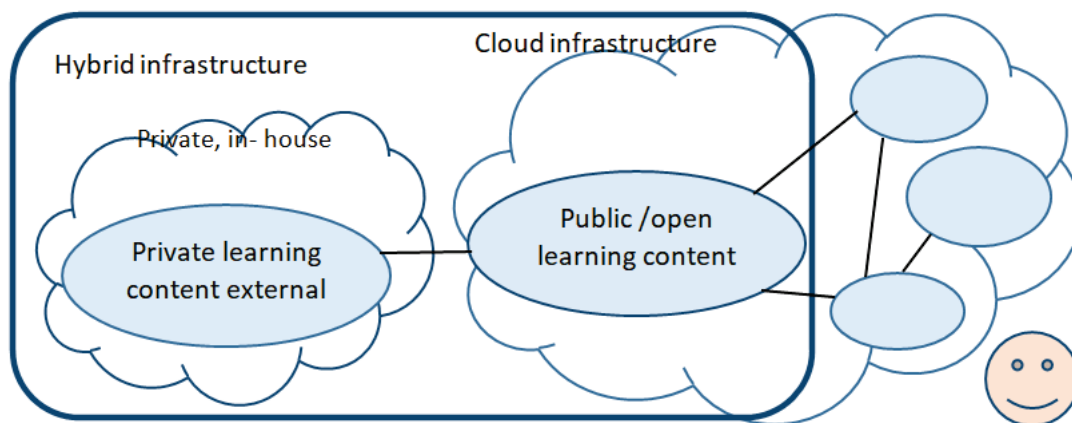 Cloud infrastructure
Hybrid infrastructure
Private, in- house
Private learning
content external
Public /open
learning content